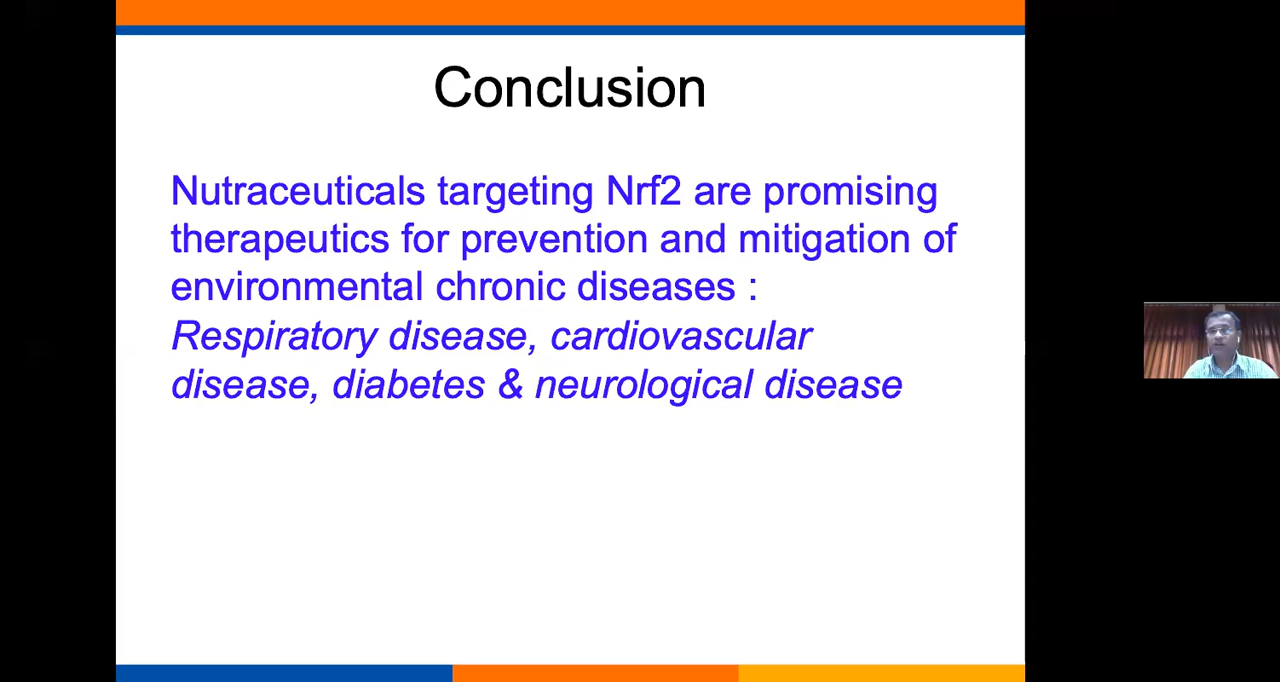 Conclusion
Nutraceuticals targeting Nrf2 are promising
therapeutics for prevention and mitigation of
environmental chronic diseases :
Respiratory disease, cardiovascular
disease, diabetes & neurological disease